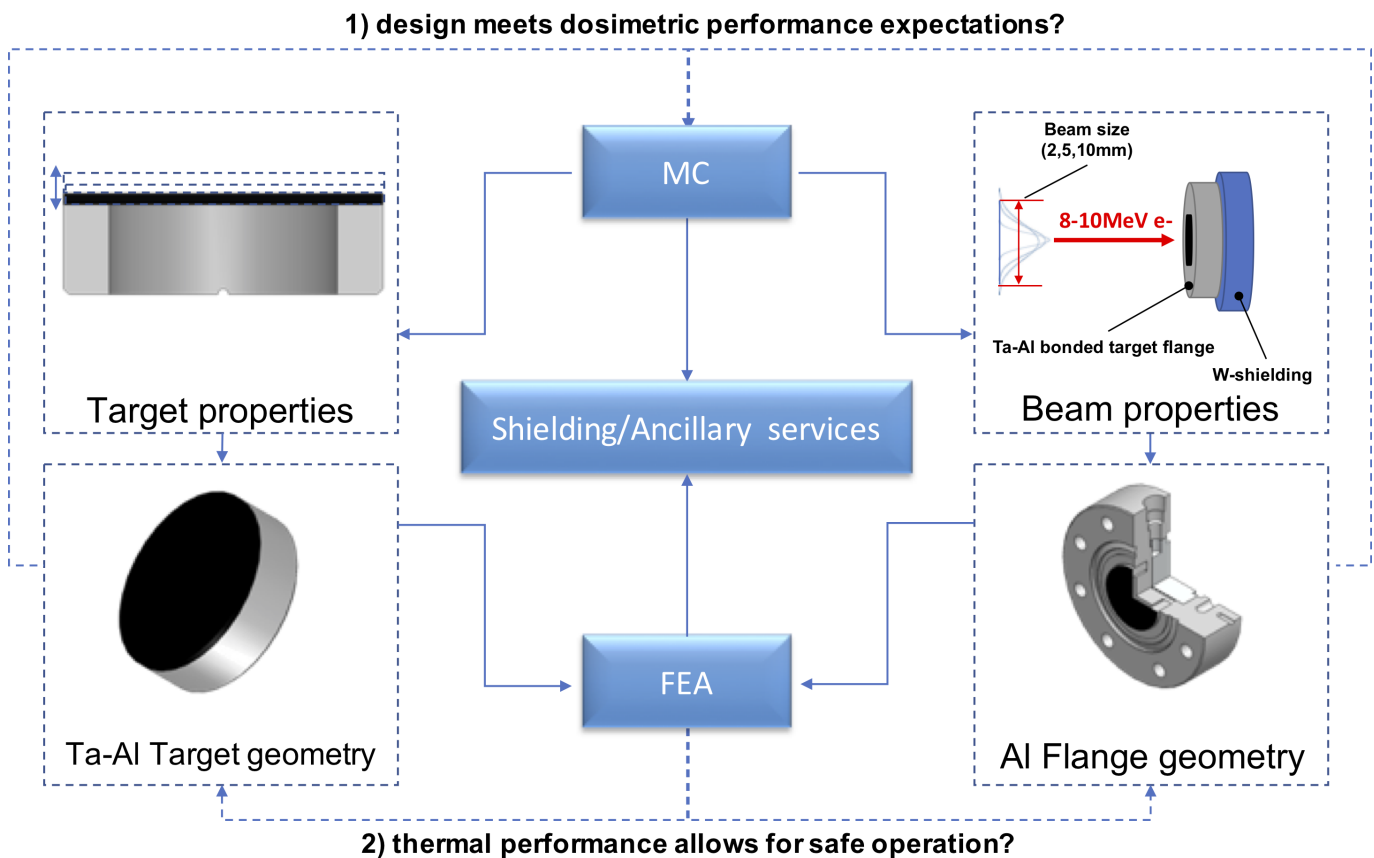 1) design meets dosimetric performance expectations?
MC
Beam size
(2,5,10mm)
8-10MeV e-
Ta-Al bonded target flange
W-shielding
Target properties
Beam properties
Shielding/Ancillary services
Ta-Al Target geometry
FEA
Al Flange geometry
2) thermal performance allows for safe operation?